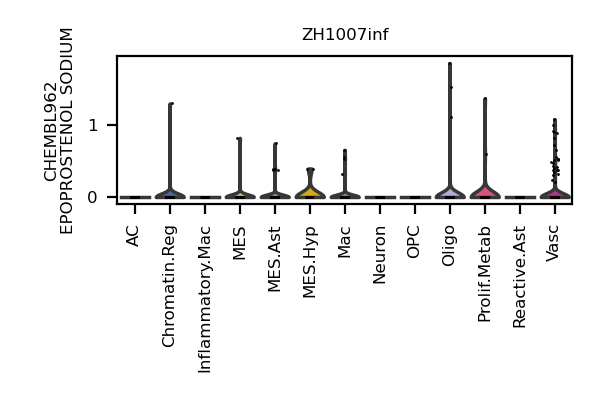 ZH1007inf
CHEMBL962
EPOPROSTENOL SODIUM
1
0
AC
Chromatin.Reg
Inflammatory.Mac
MES
MES.Ast
MES.Hyp
Mac
Neuron
OPC
Oligo
Prolif.Metab
Reactive.Ast
Vasc